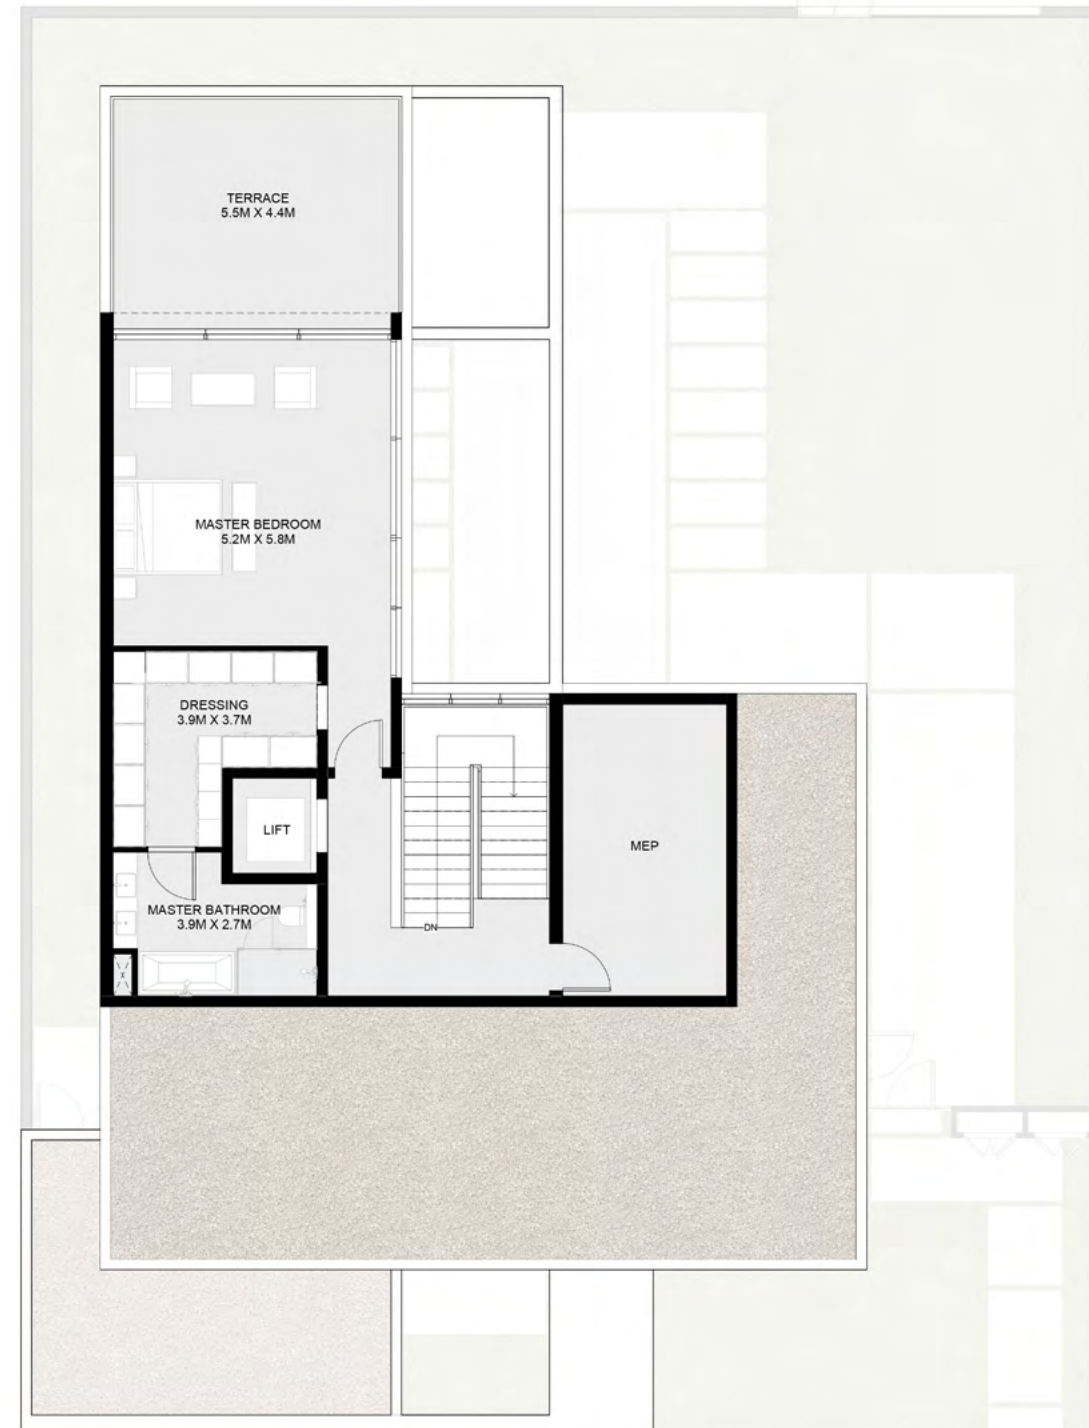 TERRACE
5.5M X 4.4M
MASTER BEDROOM
5.2M X 5.8M
DRESSING
3.9M X 3.7M
LIFT
MEP
MASTER BATHROOM
3.9M X 2.7M
DN
X